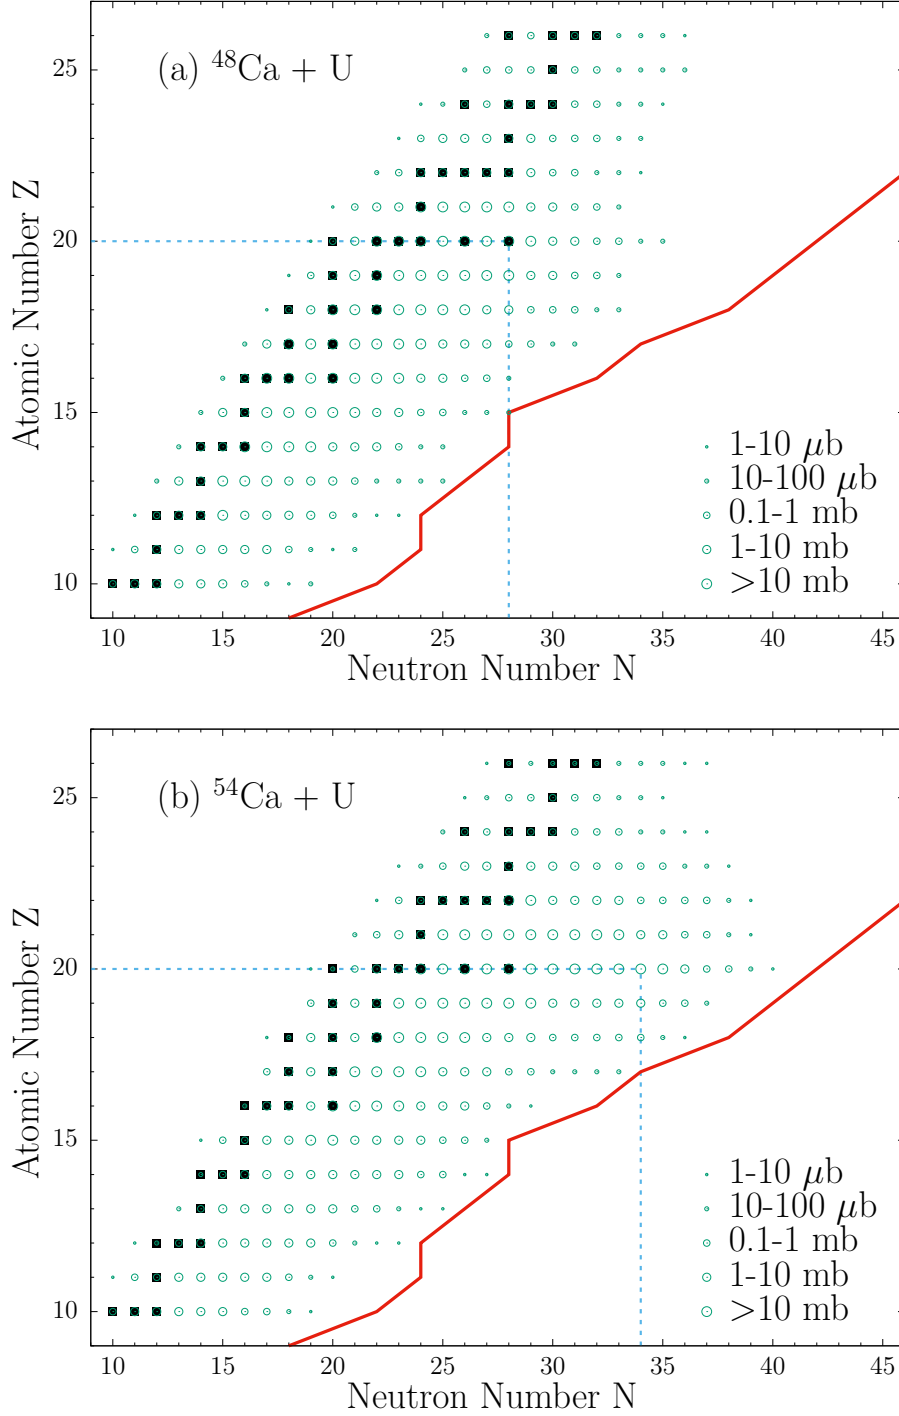 25
20
15
10
Atomic Number Z
(a) ⁴⁸Ca + U
1-10 μb
10-100 μb
0.1-1 mb
1-10 mb
>10 mb
10 15 20 25 30 35 40 45
Neutron Number N
25
20
15
10
Atomic Number Z
(b) ⁵⁴Ca + U
1-10 μb
10-100 μb
0.1-1 mb
1-10 mb
>10 mb
10 15 20 25 30 35 40 45
Neutron Number N